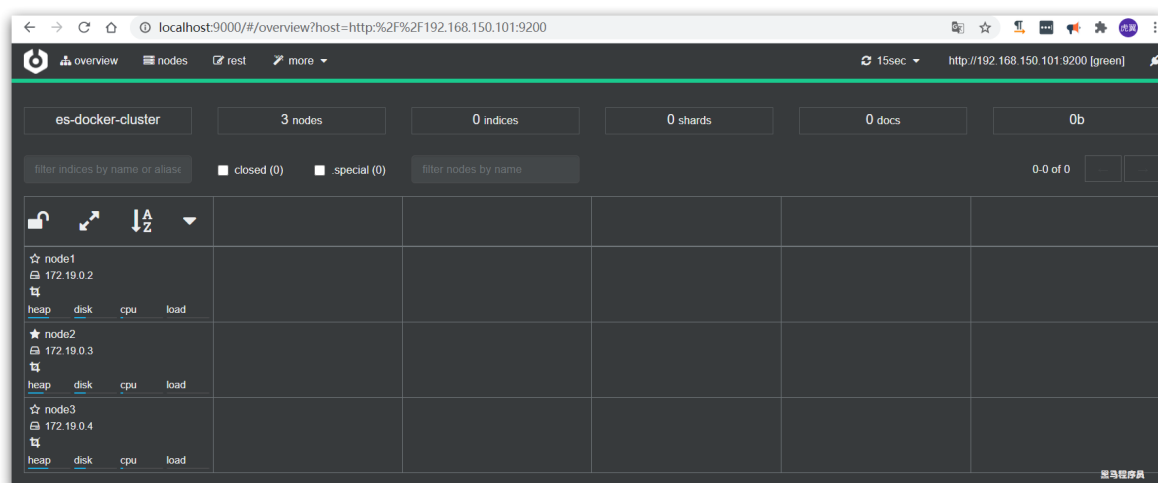 localhost:9000/#/overview?host=http:%2F%2F192.168.150.101:9200
虎翼
overview nodes rest more 15sec http://192.168.150.101:9200 [green]
es-docker-cluster 3 nodes 0 indices 0 shards 0 docs 0b
filter indices by name or aliase closed (0) .special (0) filter nodes by name 0-0 of 0
A
Z
node1
172.19.0.2
heap disk cpu load
node2
172.19.0.3
heap disk cpu load
node3
172.19.0.4
heap disk cpu load
黑马程序员